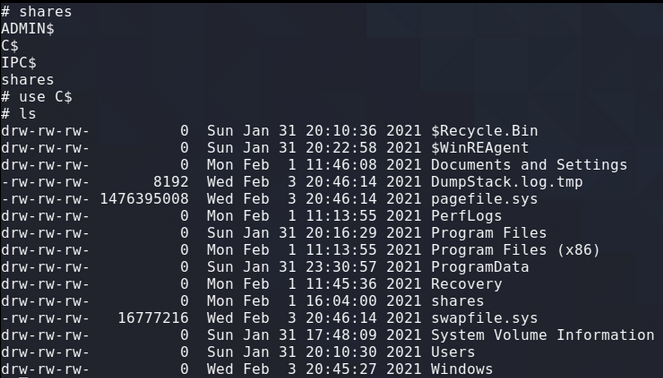 # shares
ADMIN$
C$
IPC$
shares
# use C$
# ls
drw-rw-rw-          0  Sun Jan 31 20:10:36 2021 $Recycle.Bin
drw-rw-rw-          0  Sun Jan 31 20:22:58 2021 $WinREAgent
drw-rw-rw-          0  Mon Feb  1 11:46:08 2021 Documents and Settings
-rw-rw-rw-       8192  Wed Feb  3 20:46:14 2021 DumpStack.log.tmp
-rw-rw-rw- 1476395008  Wed Feb  3 20:46:14 2021 pagefile.sys
drw-rw-rw-          0  Mon Feb  1 11:13:55 2021 PerfLogs
drw-rw-rw-          0  Sun Jan 31 20:16:29 2021 Program Files
drw-rw-rw-          0  Mon Feb  1 11:13:55 2021 Program Files (x86)
drw-rw-rw-          0  Sun Jan 31 23:30:57 2021 ProgramData
drw-rw-rw-          0  Mon Feb  1 11:45:36 2021 Recovery
drw-rw-rw-          0  Mon Feb  1 16:04:00 2021 shares
-rw-rw-rw-   16777216  Wed Feb  3 20:46:14 2021 swapfile.sys
drw-rw-rw-          0  Sun Jan 31 17:48:09 2021 System Volume Information
drw-rw-rw-          0  Sun Jan 31 20:10:30 2021 Users
drw-rw-rw-          0  Wed Feb  3 20:45:27 2021 Windows